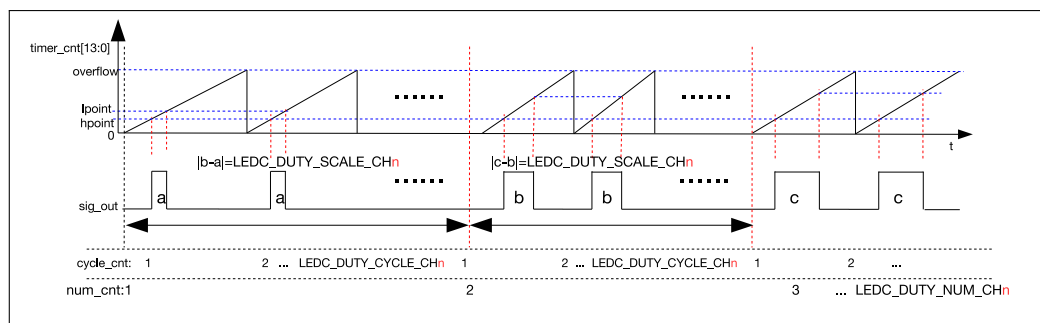 timer_cnt[13:0]
overflow
lpoint
hpoint
0
t
|b-a|=LEDC_DUTY_SCALE_CHn |c-b|=LEDC_DUTY_SCALE_CHn
a a b b c c
sig_out
cycle_cnt: 1 2 ... LEDC_DUTY_CYCLE_CHn 1 2 ... LEDC_DUTY_CYCLE_CHn 1 2 ...
num_cnt:1 2 3 ... LEDC_DUTY_NUM_CHn